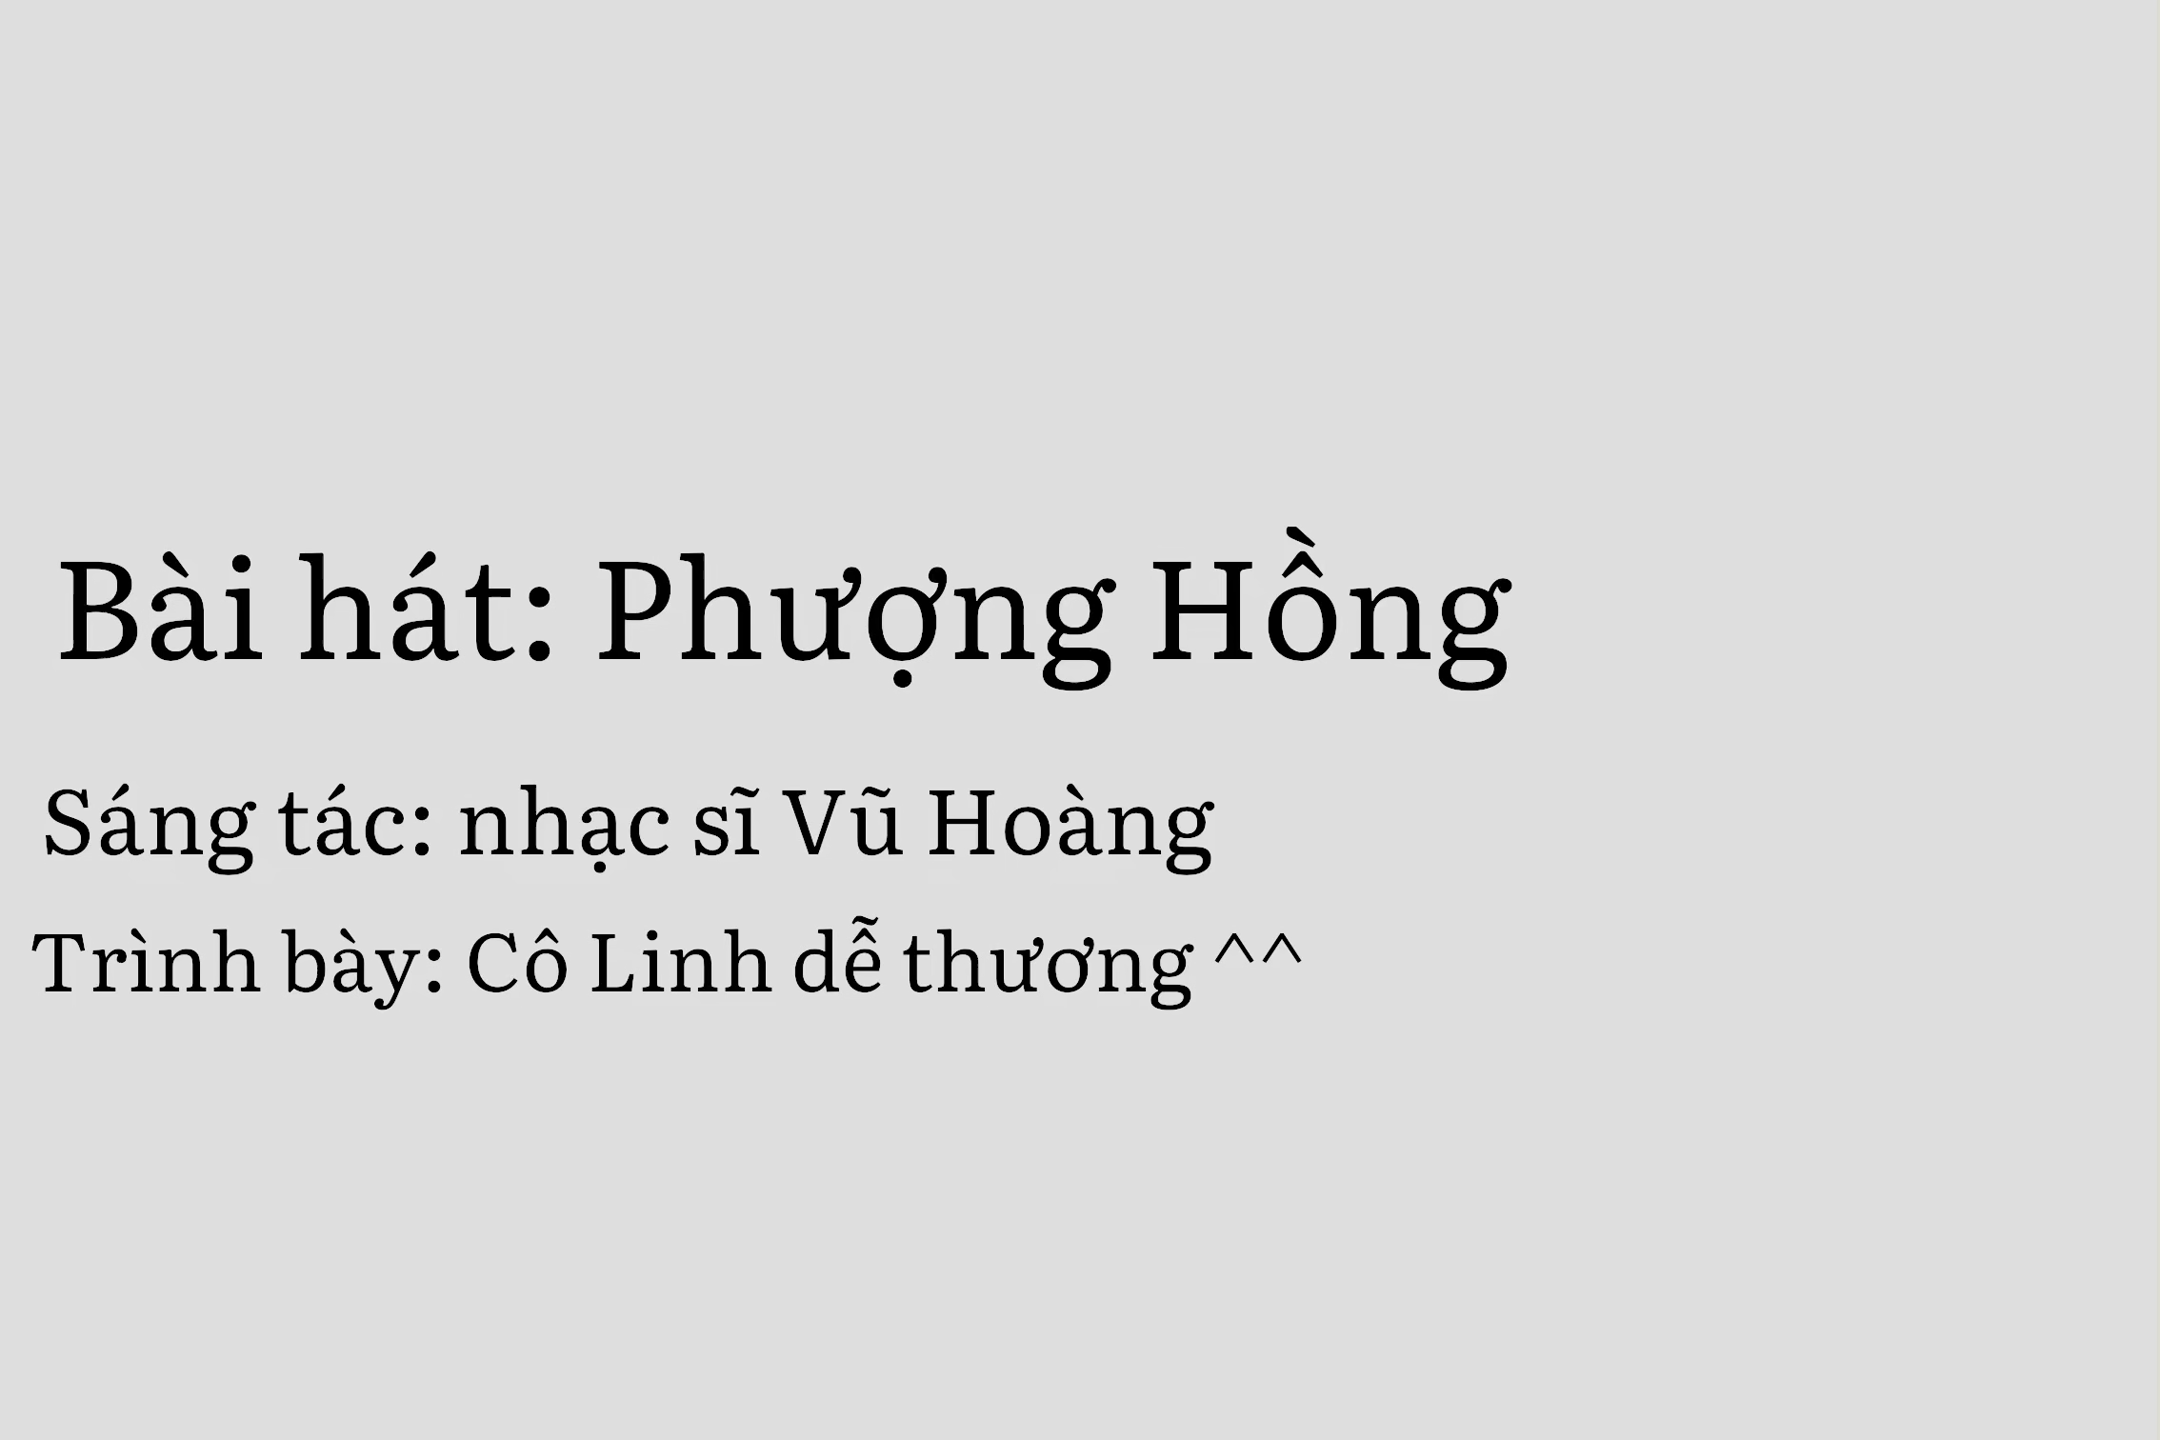 Bài hát: Phượng Hồng
Sáng tác: nhạc sĩ Vũ Hoàng
Trình bày: Cô Linh dễ thương ^^